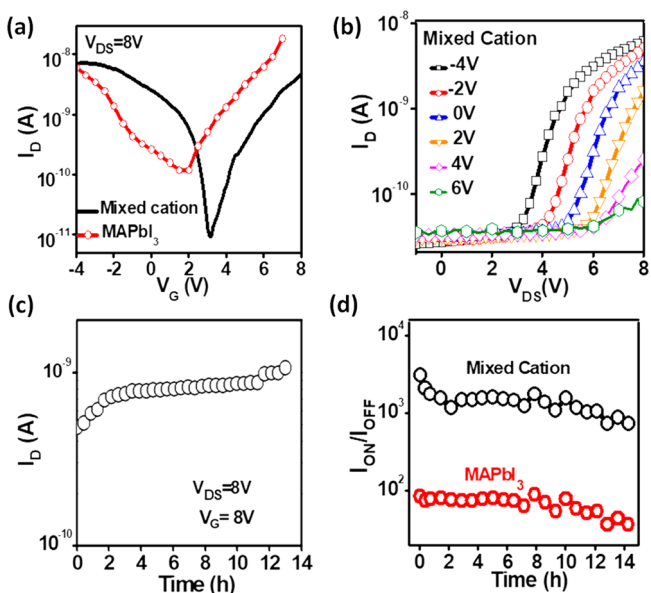 (a)
V_DS=8V
10^-8
10^-9
10^-10
10^-11
I_D (A)
Mixed cation
MAPbI_3
-4 -2 0 2 4 6 8
V_G (V)
(b)
Mixed Cation
-4V
-2V
0V
2V
4V
6V
10^-8
10^-9
10^-10
I_D (A)
0 2 4 6 8
V_DS(V)
(c)
10^-9
10^-10
I_D (A)
V_DS=8V
V_G= 8V
0 2 4 6 8 10 12 14
Time (h)
(d)
10^4
10^3
10^2
I_ON/I_OFF
Mixed Cation
MAPbI_3
0 2 4 6 8 10 12 14
Time (h)